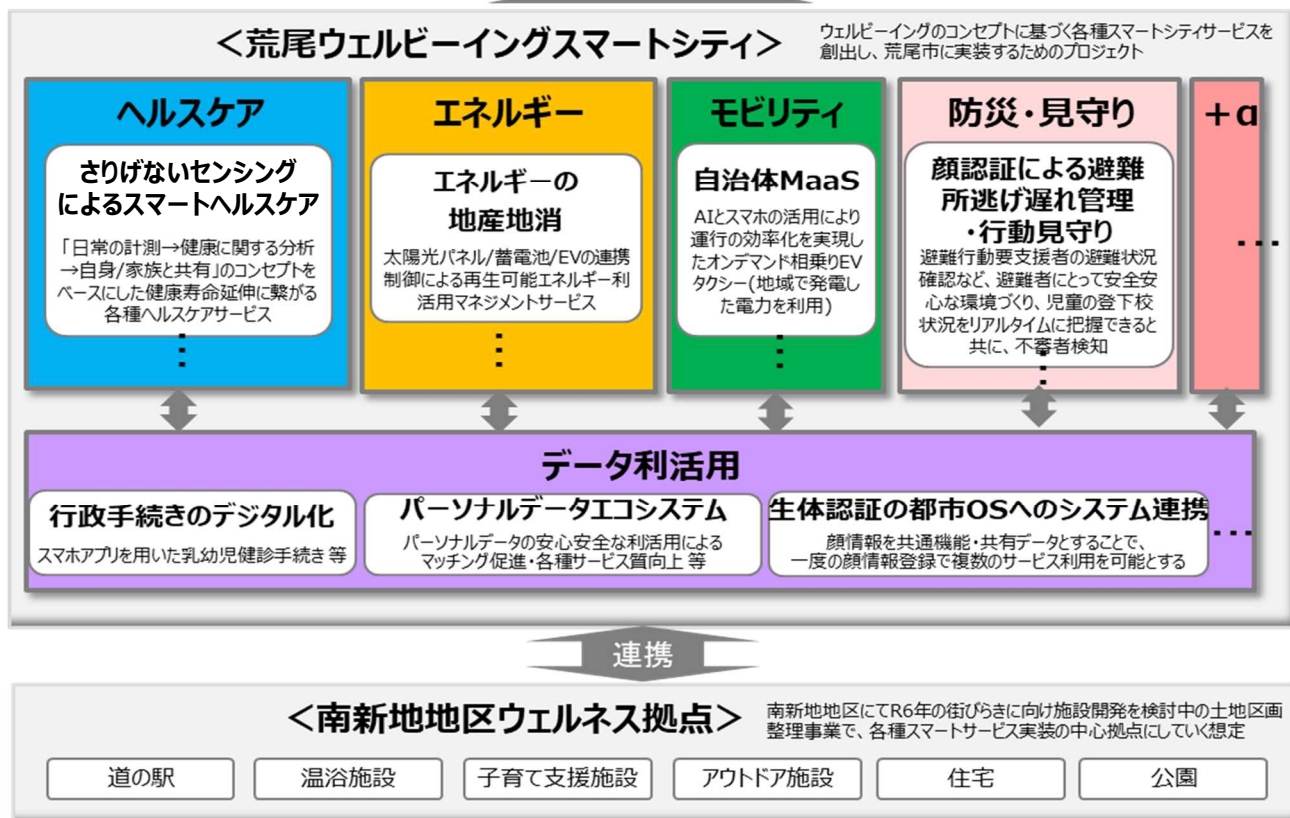 <荒尾ウェルビーイングスマートシティ>
ウェルビーイングのコンセプトに基づく各種スマートシティサービスを
創出し、荒尾市に実装するためのプロジェクト
ヘルスケア
さりげないセンシング
によるスマートヘルスケア
「日常の計測→健康に関する分析
→自身/家族と共有」のコンセプトを
ベースにした健康寿命延伸に繋がる
各種ヘルスケアサービス
⋮
エネルギー
エネルギーの
地産地消
太陽光パネル/蓄電池/EVの連携
制御による再生可能エネルギー利
活用マネジメントサービス
⋮
モビリティ
自治体MaaS
AIとスマホの活用により
運行の効率化を実現し
たオンデマンド相乗りEV
タクシー(地域で発電し
た電力を利用)
⋮
防災・見守り
顔認証による避難
所逃げ遅れ管理
・行動見守り
避難行動要支援者の避難状況
確認など、避難者にとって安全安
心な環境づくり、児童の登下校
状況をリアルタイムに把握できると
共に、不審者検知
⋮
+α
…
データ利活用
行政手続きのデジタル化
スマホアプリを用いた乳幼児健診手続き 等
パーソナルデータエコシステム
パーソナルデータの安心安全な利活用による
マッチング促進・各種サービス質向上 等
生体認証の都市OSへのシステム連携
顔情報を共通機能・共有データとすることで、
一度の顔情報登録で複数のサービス利用を可能とする
…
連携
<南新地地区ウェルネス拠点>
南新地地区にてR6年の街びらきに向け施設開発を検討中の土地区画
整理事業で、各種スマートサービス実装の中心拠点にしていく想定
道の駅
温浴施設
子育て支援施設
アウトドア施設
住宅
公園